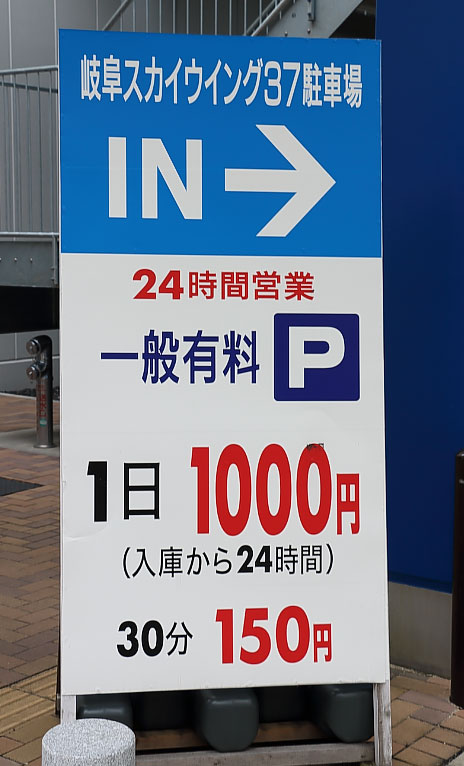 岐阜スカイウイング37駐車場
IN→
24時間営業
一般有料 P
1日 1000円
(入庫から24時間)
30分 150円